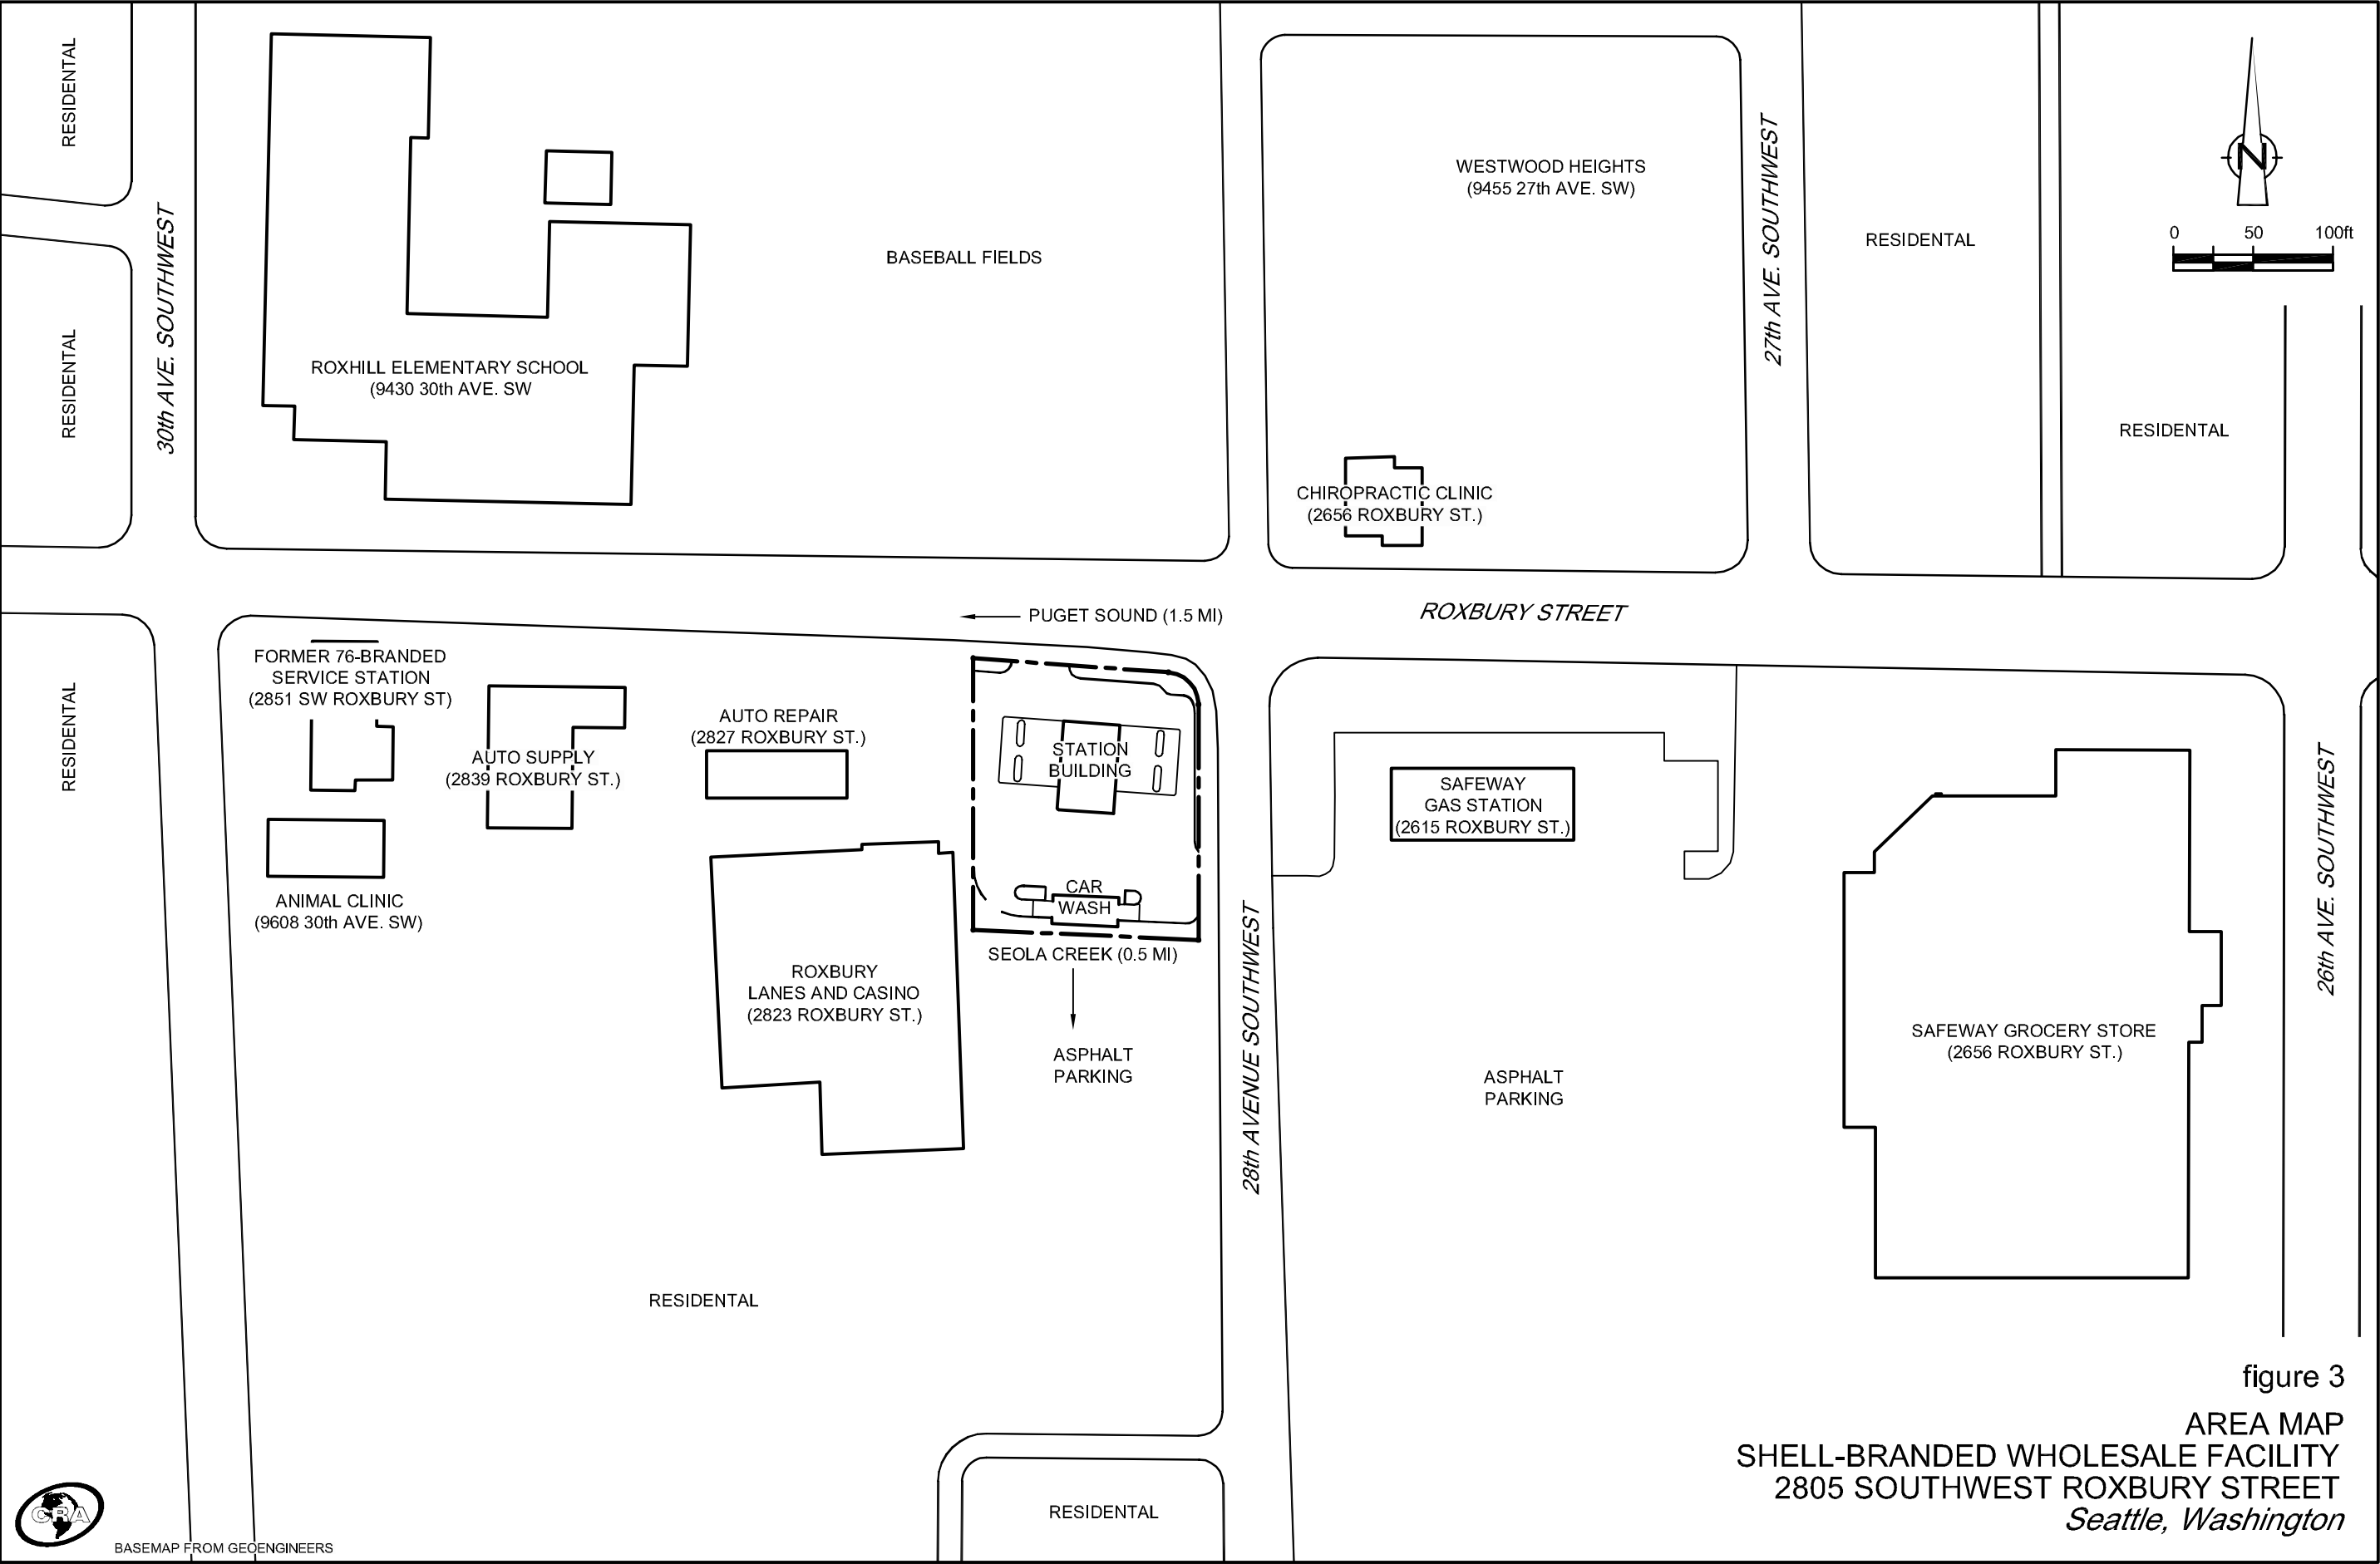 RESIDENTAL
30th AVE. SOUTHWEST
RESIDENTAL
ROXHILL ELEMENTARY SCHOOL
(9430 30th AVE. SW
BASEBALL FIELDS
WESTWOOD HEIGHTS
(9455 27th AVE. SW)
27th AVE. SOUTHWEST
RESIDENTAL
N
0 50 100ft
RESIDENTAL
CHIROPRACTIC CLINIC
(2656 ROXBURY ST.)
PUGET SOUND (1.5 MI)
ROXBURY STREET
RESIDENTAL
FORMER 76-BRANDED
SERVICE STATION
(2851 SW ROXBURY ST)
AUTO SUPPLY
(2839 ROXBURY ST.)
AUTO REPAIR
(2827 ROXBURY ST.)
STATION
BUILDING
SAFEWAY
GAS STATION
(2615 ROXBURY ST.)
ANIMAL CLINIC
(9608 30th AVE. SW)
CAR
WASH
SEOLA CREEK (0.5 MI)
ROXBURY
LANES AND CASINO
(2823 ROXBURY ST.)
ASPHALT
PARKING
28th AVENUE SOUTHWEST
ASPHALT
PARKING
SAFEWAY GROCERY STORE
(2656 ROXBURY ST.)
26th AVE. SOUTHWEST
RESIDENTAL
RESIDENTAL
figure 3
AREA MAP
SHELL-BRANDED WHOLESALE FACILITY
2805 SOUTHWEST ROXBURY STREET
Seattle, Washington
CRA
BASEMAP FROM GEOENGINEERS